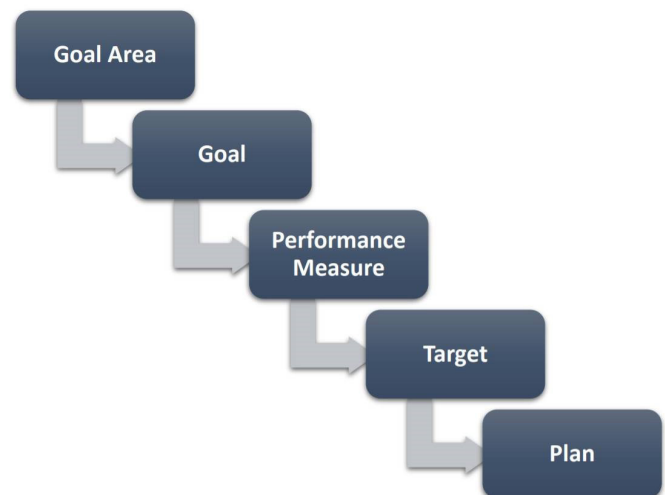 Goal Area
Goal
Performance
Measure
Target
Plan